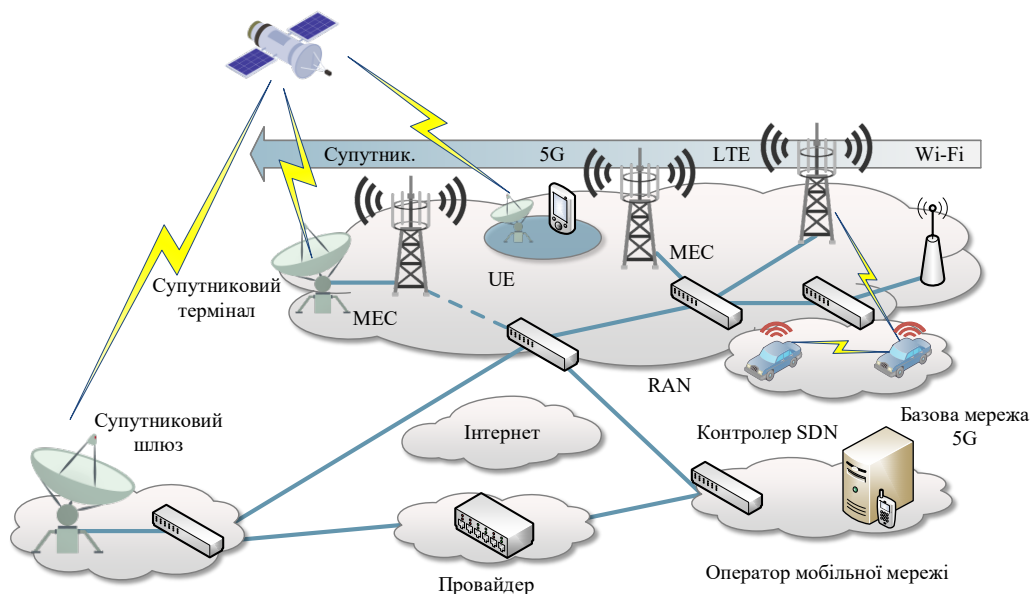 Супутник.
5G
LTE
Wi-Fi
MEC
UE
Супутниковий
термінал
MEC
RAN
Супутниковий
шлюз
Інтернет
Контролер SDN
Базова мережа
5G
Провайдер
Оператор мобільної мережі